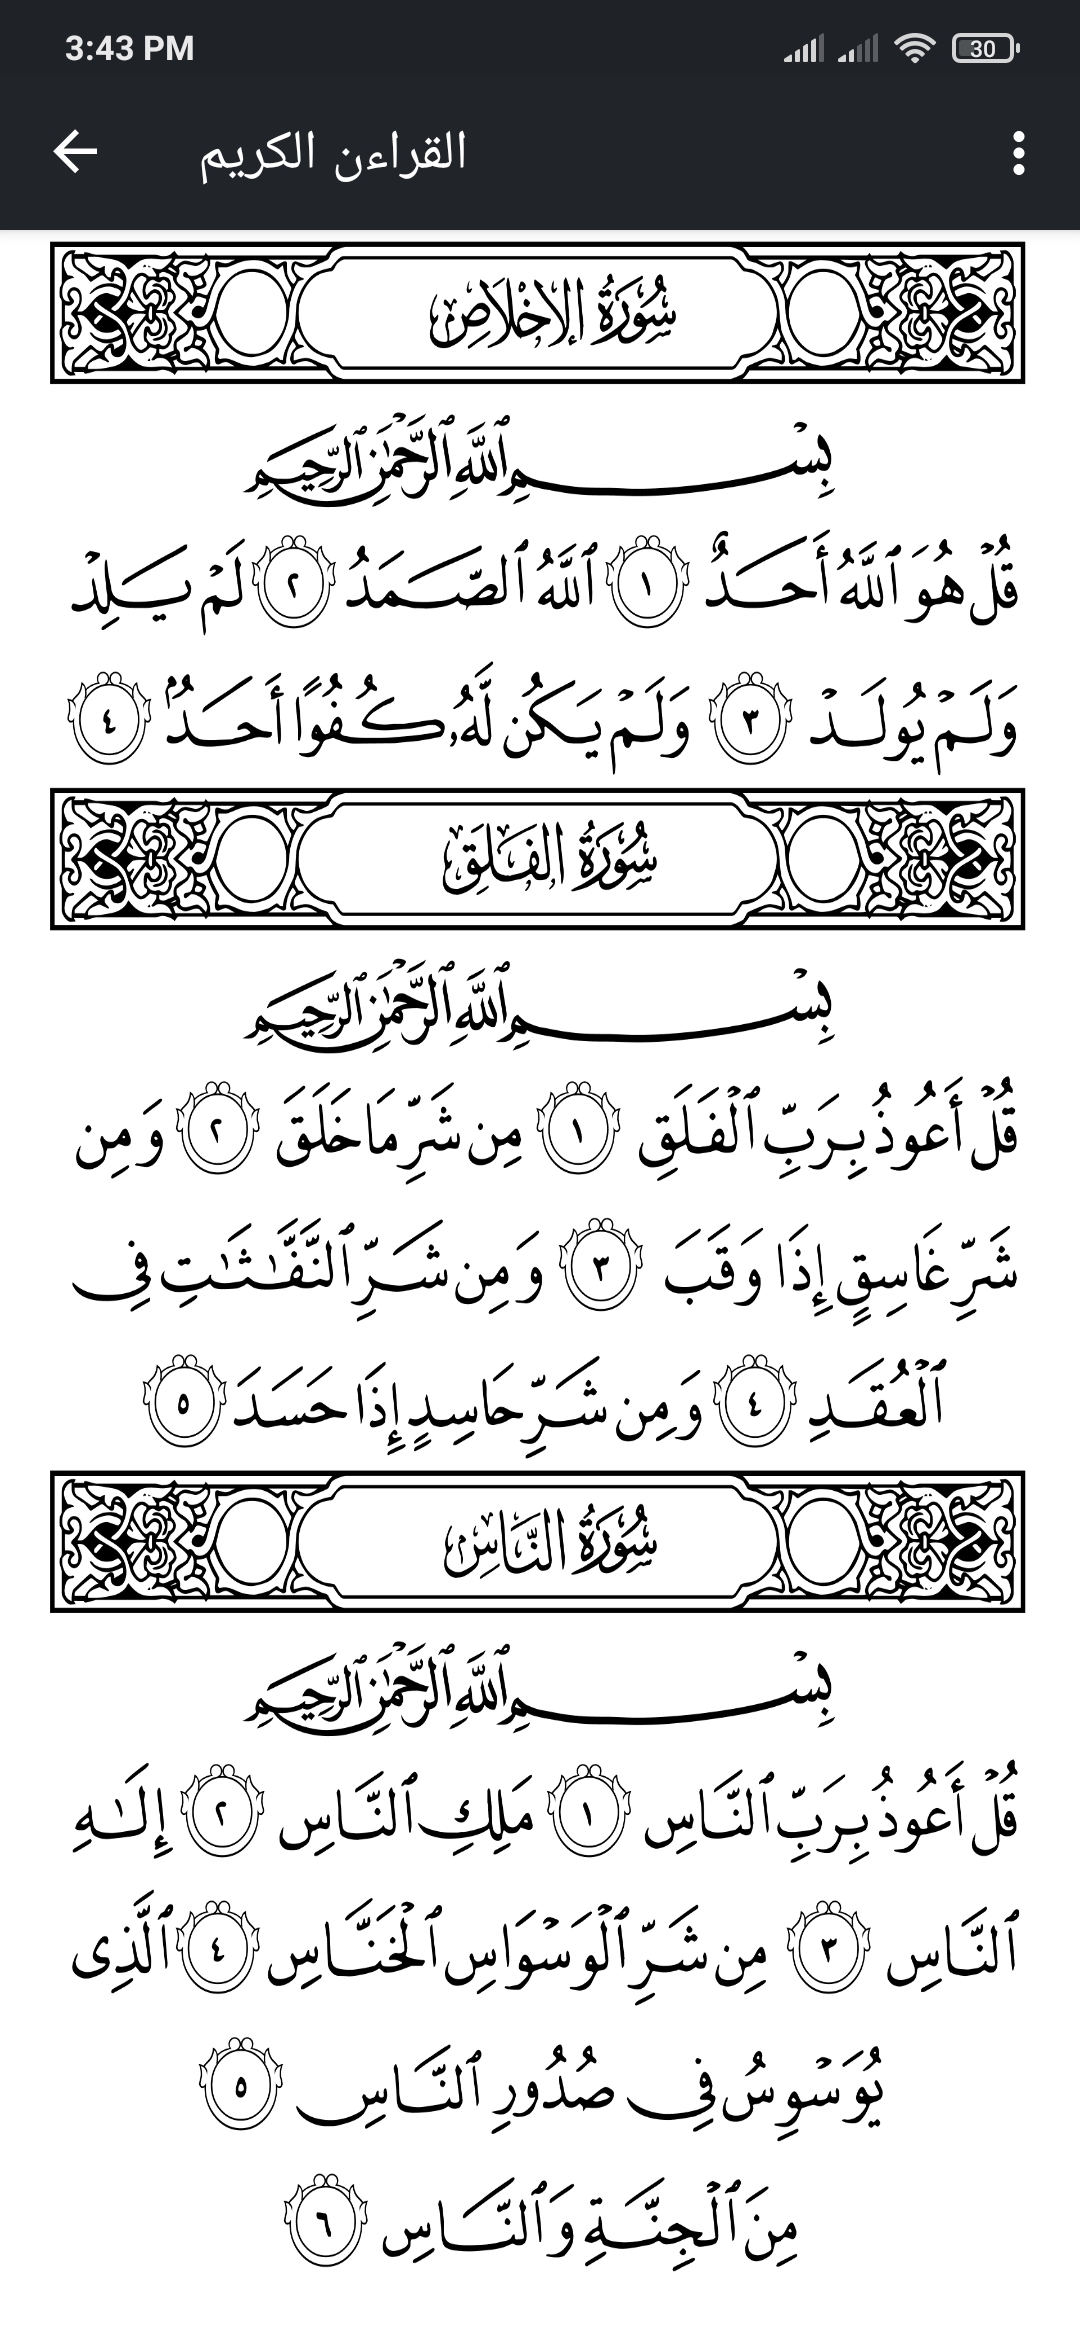 3:43 PM 30
القراءن الكريم
سُورَةُ الإِخْلَاصِ
بِسْمِ ٱللَّهِ ٱلرَّحْمَٰنِ ٱلرَّحِيمِ
قُلْ هُوَ ٱللَّهُ أَحَدٌ ١ ٱللَّهُ ٱلصَّمَدُ ٢ لَمْ يَلِدْ
وَلَمْ يُولَدْ ٣ وَلَمْ يَكُن لَّهُۥ كُفُوًا أَحَدٌۢ ٤
سُورَةُ الفَلَقِ
بِسْمِ ٱللَّهِ ٱلرَّحْمَٰنِ ٱلرَّحِيمِ
قُلْ أَعُوذُ بِرَبِّ ٱلْفَلَقِ ١ مِن شَرِّ مَا خَلَقَ ٢ وَمِن
شَرِّ غَاسِقٍ إِذَا وَقَبَ ٣ وَمِن شَرِّ ٱلنَّفَّٰثَٰتِ فِى
ٱلْعُقَدِ ٤ وَمِن شَرِّ حَاسِدٍ إِذَا حَسَدَ ٥
سُورَةُ النَّاسِ
بِسْمِ ٱللَّهِ ٱلرَّحْمَٰنِ ٱلرَّحِيمِ
قُلْ أَعُوذُ بِرَبِّ ٱلنَّاسِ ١ مَلِكِ ٱلنَّاسِ ٢ إِلَٰهِ
ٱلنَّاسِ ٣ مِن شَرِّ ٱلْوَسْوَاسِ ٱلْخَنَّاسِ ٤ ٱلَّذِى
يُوَسْوِسُ فِى صُدُورِ ٱلنَّاسِ ٥
مِنَ ٱلْجِنَّةِ وَٱلنَّاسِ ٦